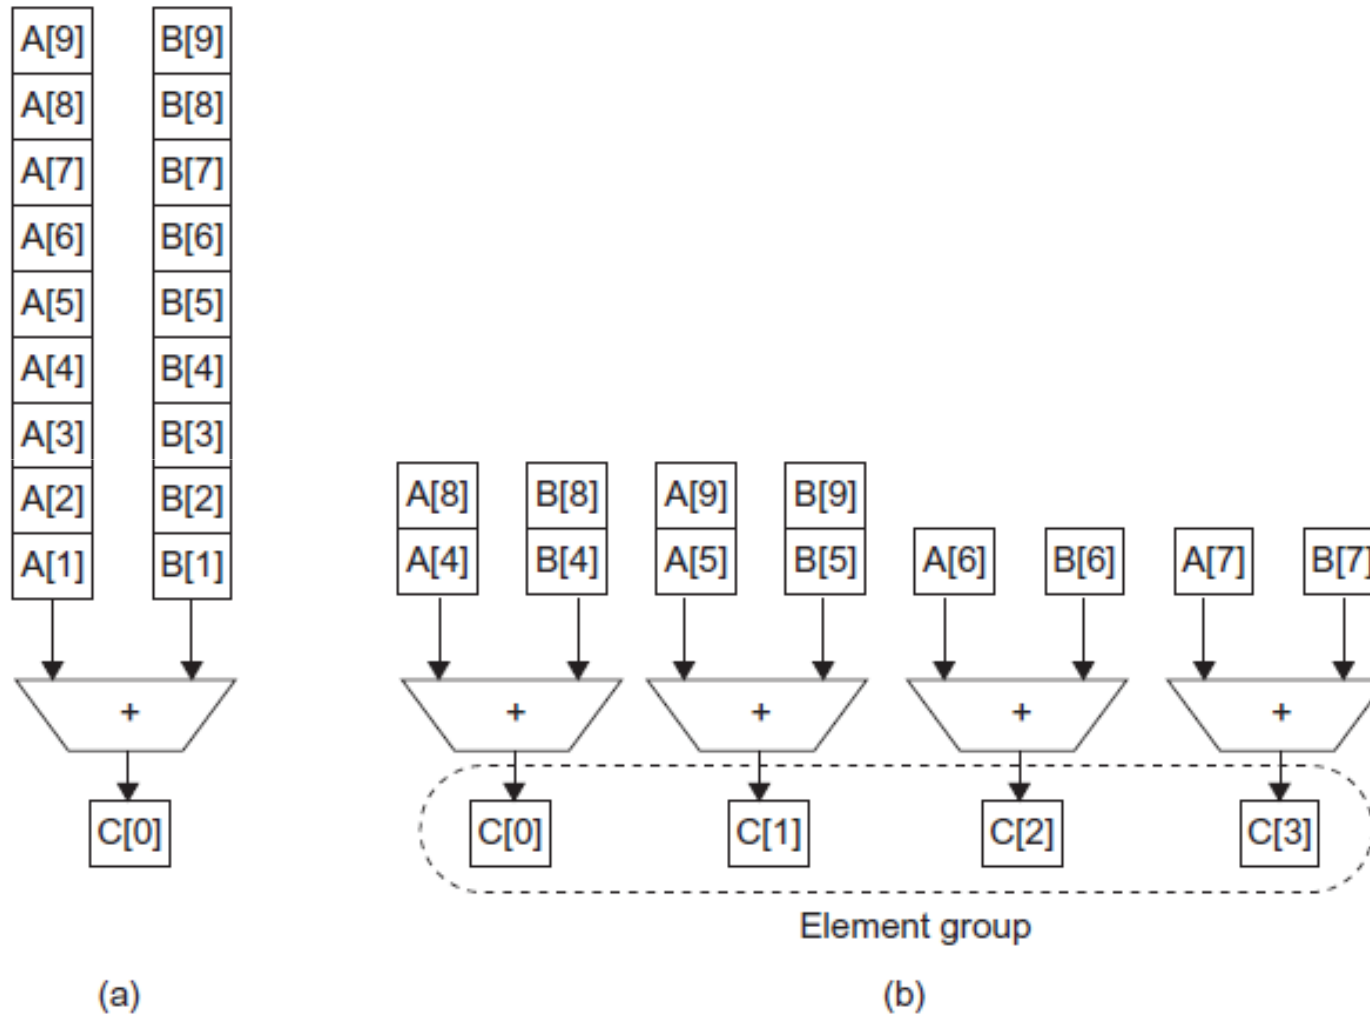 A[9] B[9]
A[8] B[8]
A[7] B[7]
A[6] B[6]
A[5] B[5]
A[4] B[4]
A[3] B[3]
A[2] B[2] A[8] B[8] A[9] B[9]
A[1] B[1] A[4] B[4] A[5] B[5] A[6] B[6] A[7] B[7]
+ + + + +
C[0] C[0] C[1] C[2] C[3]
Element group
(a) (b)